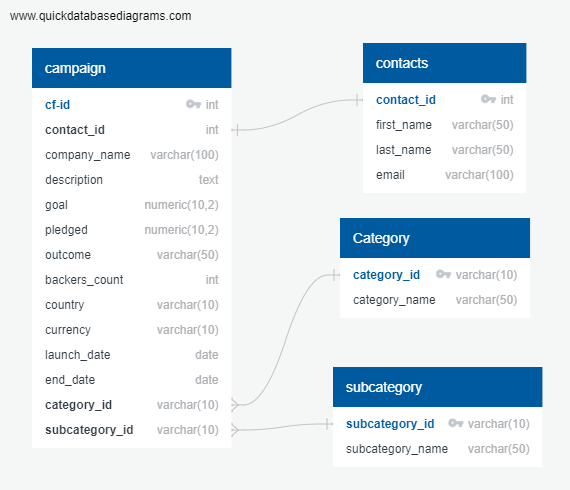 www.quickdatabasediagrams.com
campaign
cf-id int
contact_id int
company_name varchar(100)
description text
goal numeric(10,2)
pledged numeric(10,2)
outcome varchar(50)
backers_count int
country varchar(10)
currency varchar(10)
launch_date date
end_date date
category_id varchar(10)
subcategory_id varchar(10)
contacts
contact_id int
first_name varchar(50)
last_name varchar(50)
email varchar(100)
Category
category_id varchar(10)
category_name varchar(50)
subcategory
subcategory_id varchar(10)
subcategory_name varchar(50)